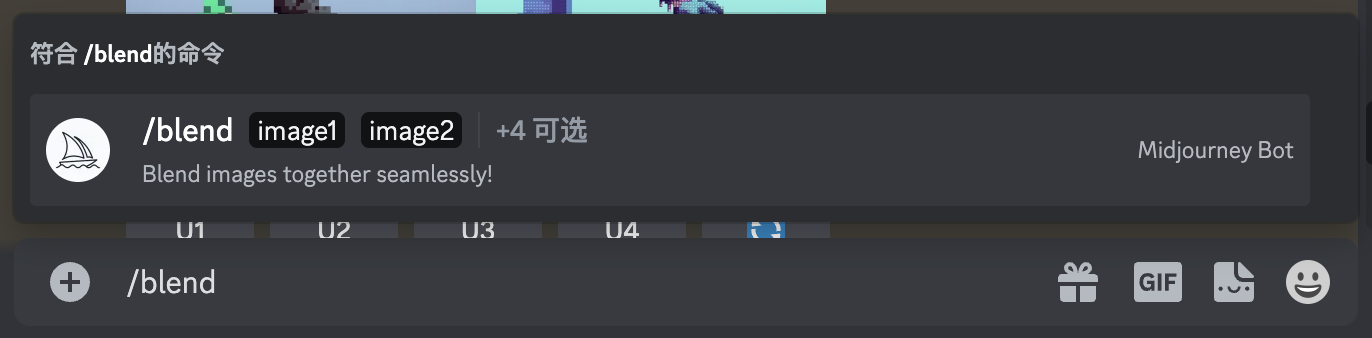 符合 /blend的命令
/blend image1 image2 +4 可选
Blend images together seamlessly!
Midjourney Bot
U1 U2 U3 U4
/blend
GIF